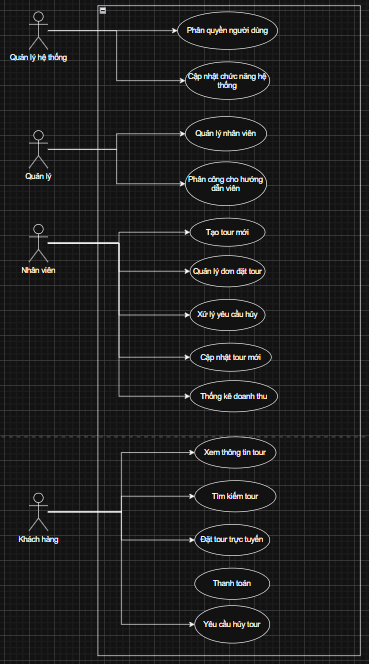 Phân quyền người dùng
Quản lý hệ thống
Cập nhật chức năng hệ
thống
Quản lý nhân viên
Quản lý
Phân công cho hướng
dẫn viên
Tạo tour mới
Nhân viên
Quản lý đơn đặt tour
Xử lý yêu cầu hủy
Cập nhật tour mới
Thống kê doanh thu
Xem thông tin tour
Tìm kiếm tour
Khách hàng
Đặt tour trực tuyến
Thanh toán
Yêu cầu hủy tour